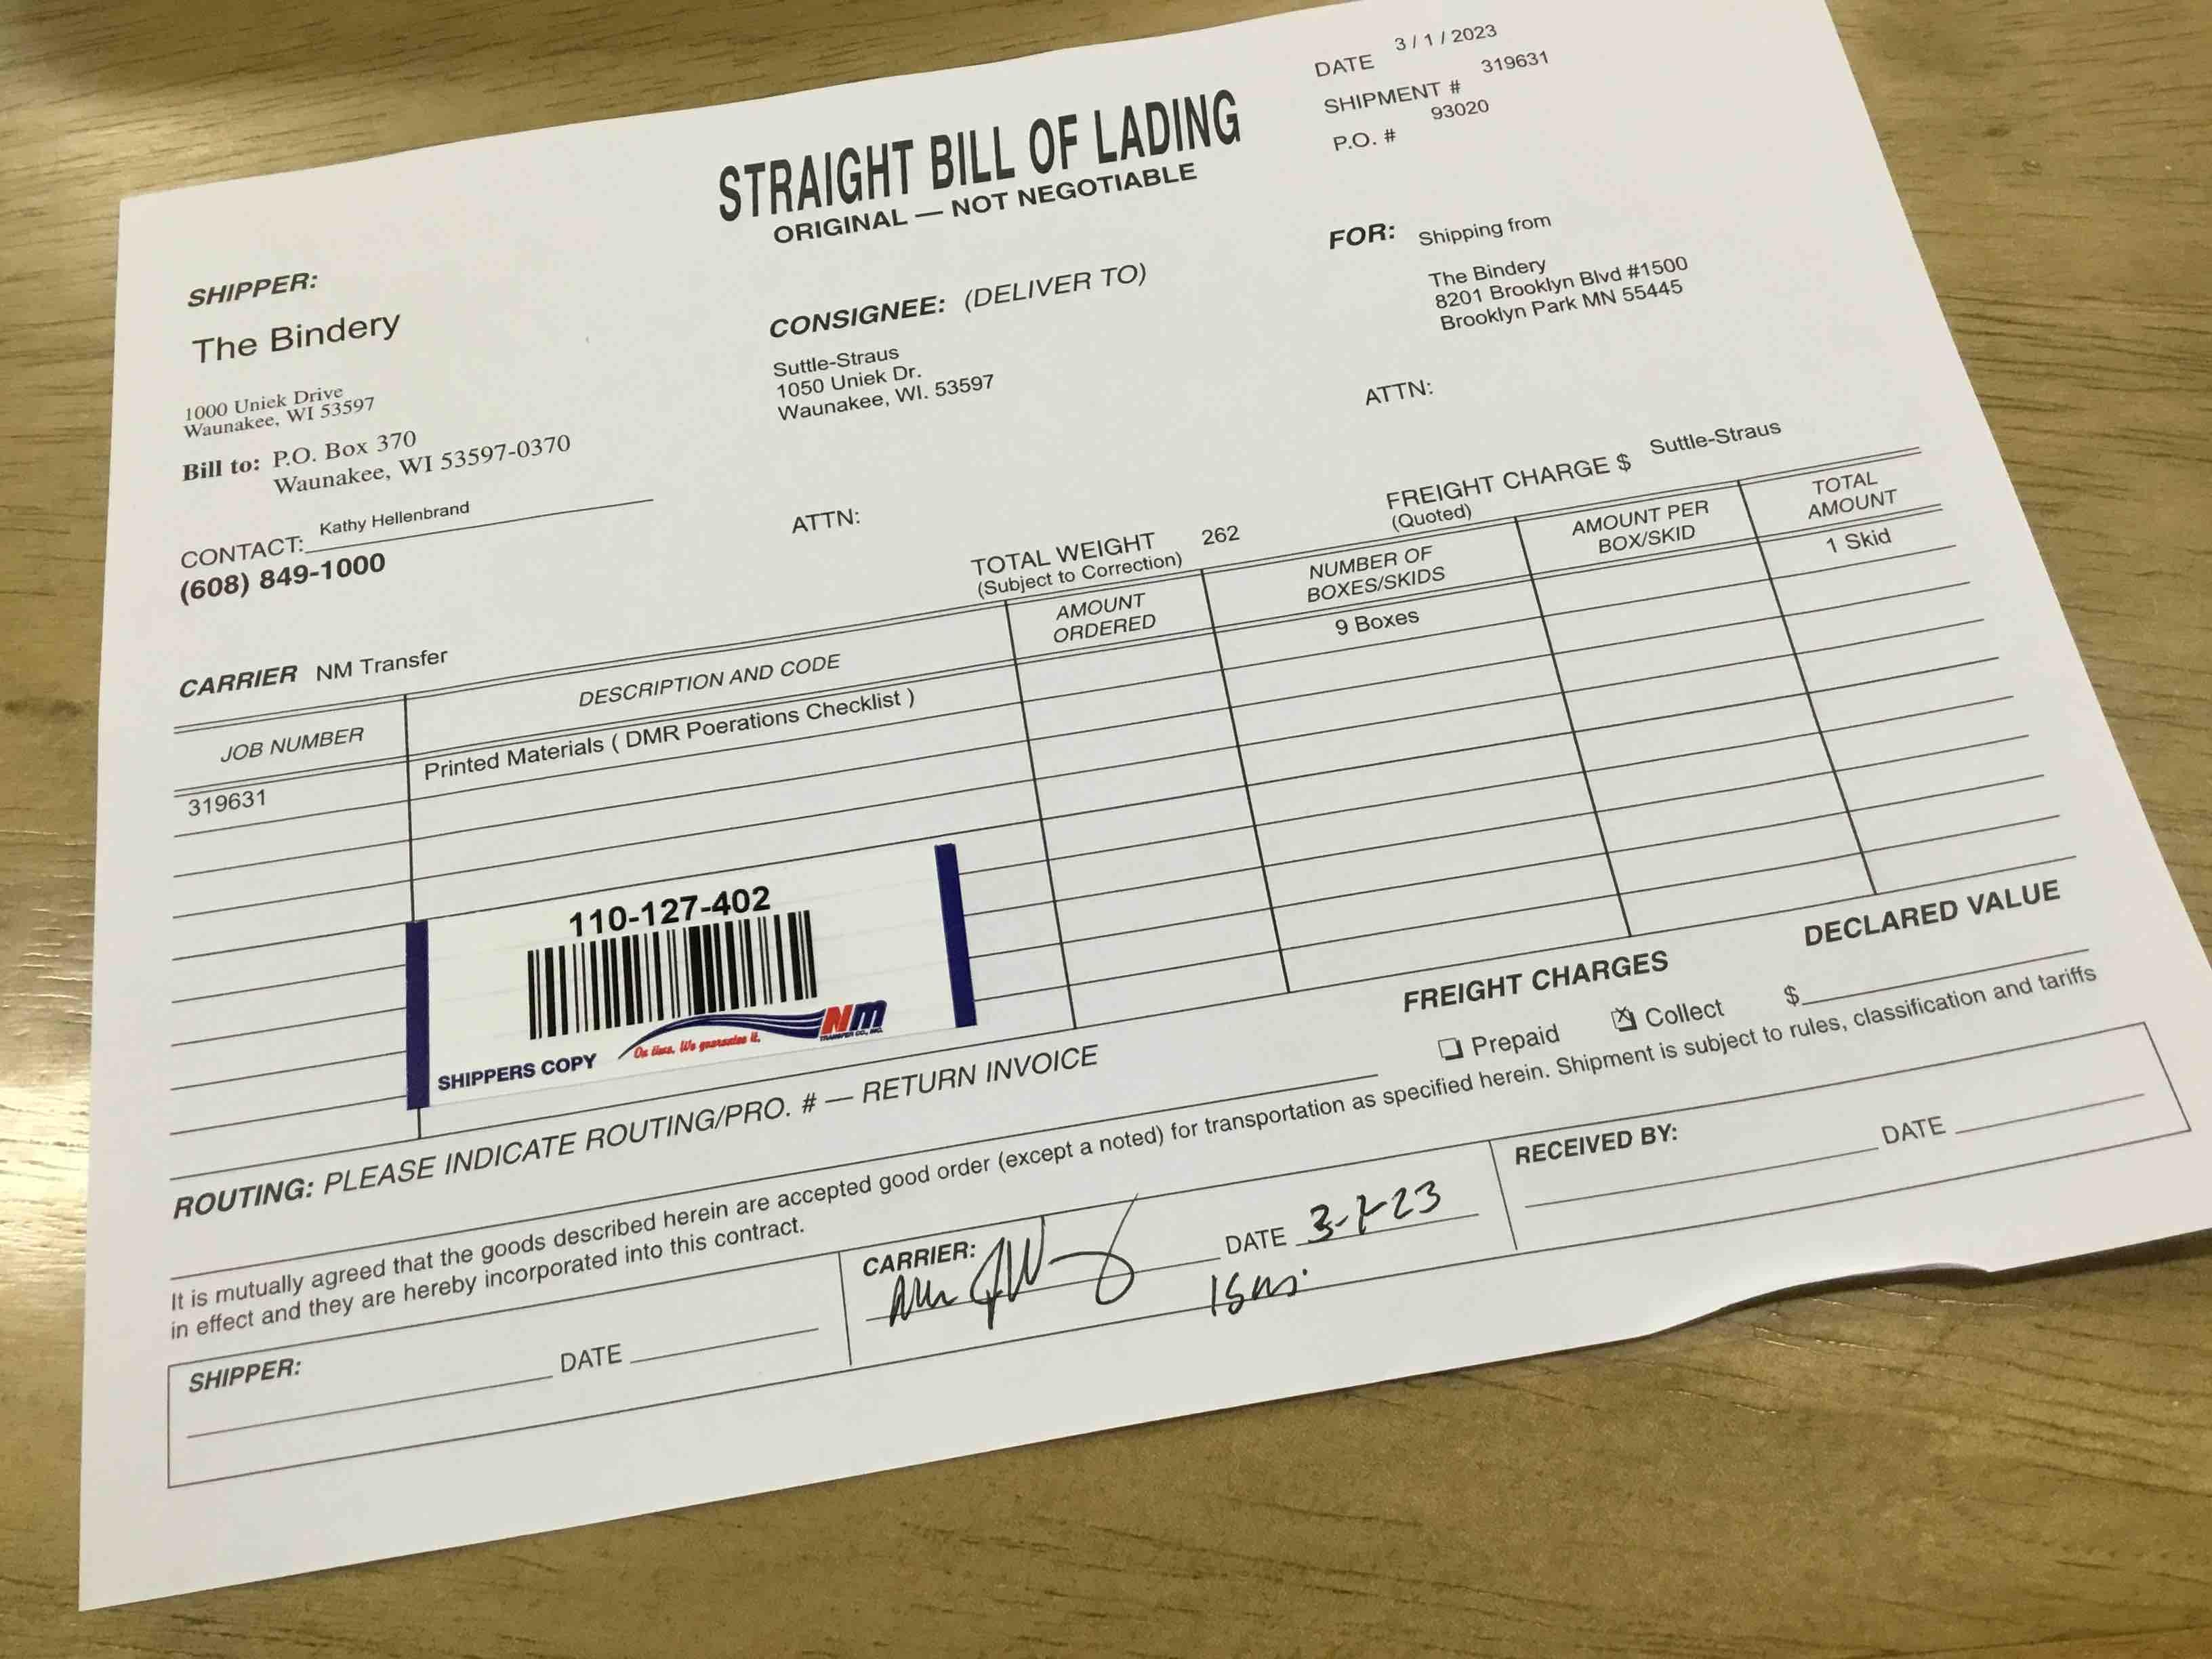 DATE 3 / 1 / 2023
SHIPMENT # 319631
P.O. # 93020
STRAIGHT BILL OF LADING
ORIGINAL — NOT NEGOTIABLE
SHIPPER:
The Bindery
1000 Uniek Drive
Waunakee, WI 53597
Bill to: P.O. Box 370
Waunakee, WI 53597-0370
CONTACT: Kathy Hellenbrand
(608) 849-1000
CONSIGNEE: (DELIVER TO)
Suttle-Straus
1050 Uniek Dr.
Waunakee, WI. 53597
ATTN:
FOR: Shipping from
The Bindery
8201 Brooklyn Blvd #1500
Brooklyn Park MN 55445
ATTN:
CARRIER NM Transfer
TOTAL WEIGHT 262
(Subject to Correction)
FREIGHT CHARGE $ Suttle-Straus
(Quoted)
JOB NUMBER
DESCRIPTION AND CODE
AMOUNT
ORDERED
NUMBER OF
BOXES/SKIDS
AMOUNT PER
BOX/SKID
TOTAL
AMOUNT
319631
Printed Materials ( DMR Poerations Checklist )
9 Boxes
1 Skid
110-127-402
SHIPPERS COPY
On time, We guarantee it.
NM
TRANSFER CO., INC.
ROUTING: PLEASE INDICATE ROUTING/PRO. # — RETURN INVOICE
FREIGHT CHARGES
Prepaid
Collect
DECLARED VALUE
$
It is mutually agreed that the goods described herein are accepted good order (except a noted) for transportation as specified herein. Shipment is subject to rules, classification and tariffs
in effect and they are hereby incorporated into this contract.
SHIPPER:
DATE
CARRIER:
DATE 3-1-23
RECEIVED BY:
DATE